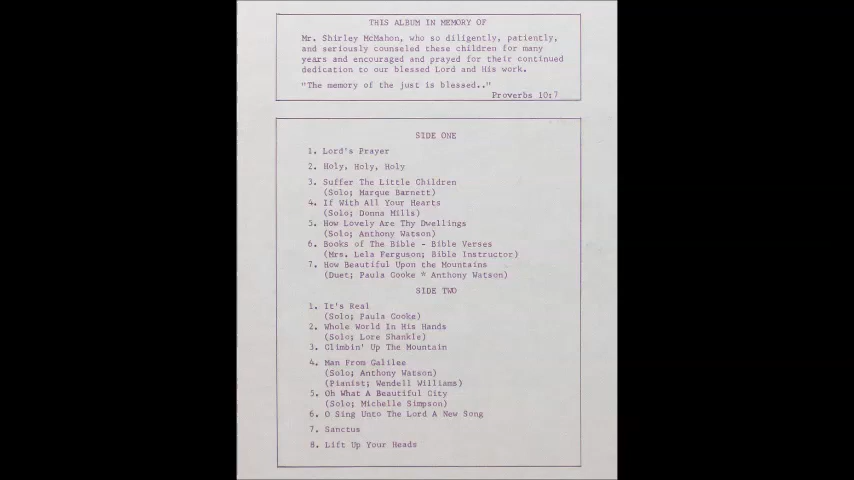 THIS ALBUM IN MEMORY OF
Mr. Shirley McMahon, who so diligently, patiently,
and seriously counseled these children for many
years and encouraged and prayed for their continued
dedication to our blessed Lord and His work.
"The memory of the just is blessed.."
Proverbs 10:7
SIDE ONE
1. Lord's Prayer
2. Holy, Holy, Holy
3. Suffer The Little Children
(Solo; Marque Barnett)
4. If With All Your Hearts
(Solo; Donna Mills)
5. How Lovely Are Thy Dwellings
(Solo; Anthony Watson)
6. Books of The Bible - Bible Verses
(Mrs. Lela Ferguson; Bible Instructor)
7. How Beautiful Upon the Mountains
(Duet; Paula Cooke * Anthony Watson)
SIDE TWO
1. It's Real
(Solo; Paula Cooke)
2. Whole World In His Hands
(Solo; Lore Shankle)
3. Climbin' Up The Mountain
4. Man From Galilee
(Solo; Anthony Watson)
(Pianist; Wendell Williams)
5. Oh What A Beautiful City
(Solo; Michelle Simpson)
6. O Sing Unto The Lord A New Song
7. Sanctus
8. Lift Up Your Heads